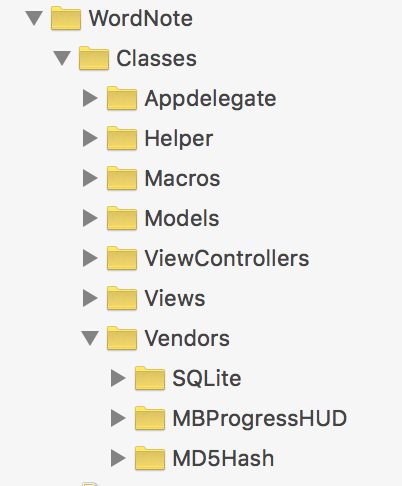 WordNote
Classes
Appdelegate
Helper
Macros
Models
ViewControllers
Views
Vendors
SQLite
MBProgressHUD
MD5Hash